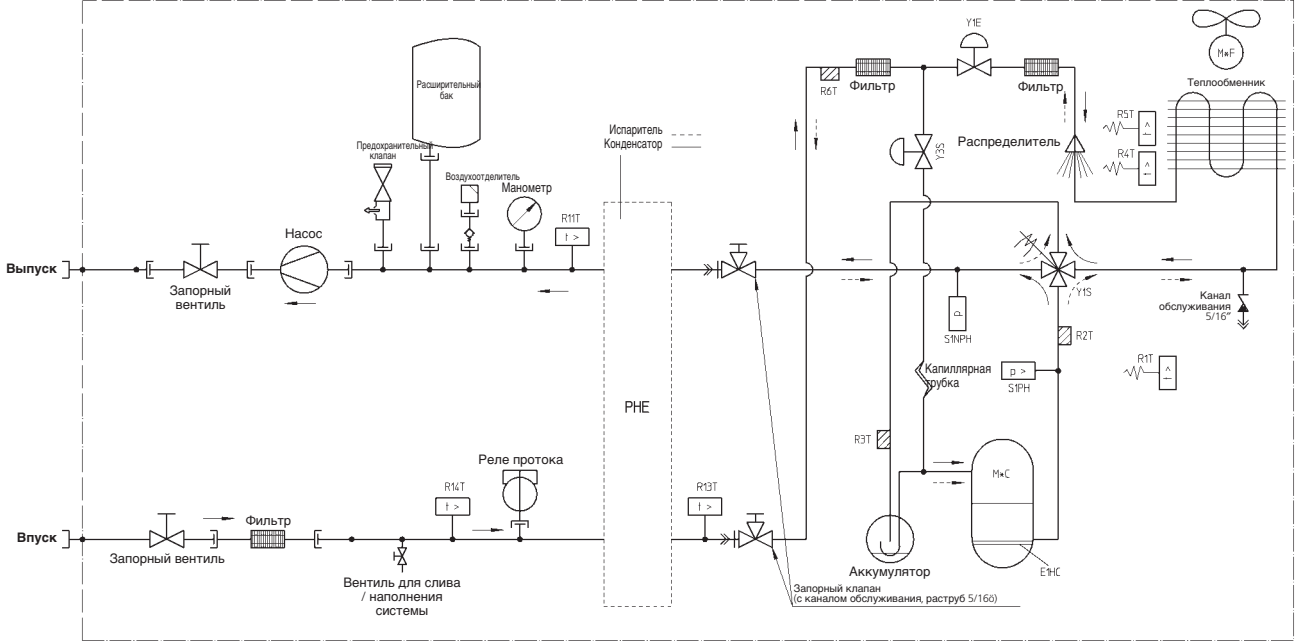 Y1E
M*F
Расширительный
бак
Теплообменник
R6T
Фильтр
Фильтр
R5T
t >
R4T
t >
Испаритель
Конденсатор
Распределитель
Y3S
Предохранительный
клапан
Воздухоотделитель
Манометр
R11T
t >
Насос
Выпуск
Запорный
вентиль
Y1S
Канал
обслуживания
5/16"
P
S1NPH
R2T
R1T
t >
Капиллярная
трубка
p >
S1PH
PHE
R3T
Реле протока
R14T
t >
R13T
t >
M*C
Впуск
Фильтр
Запорный вентиль
Аккумулятор
E1HC
Вентиль для слива
/ наполнения
системы
Запорный клапан
(с каналом обслуживания, раструб 5/16ö)